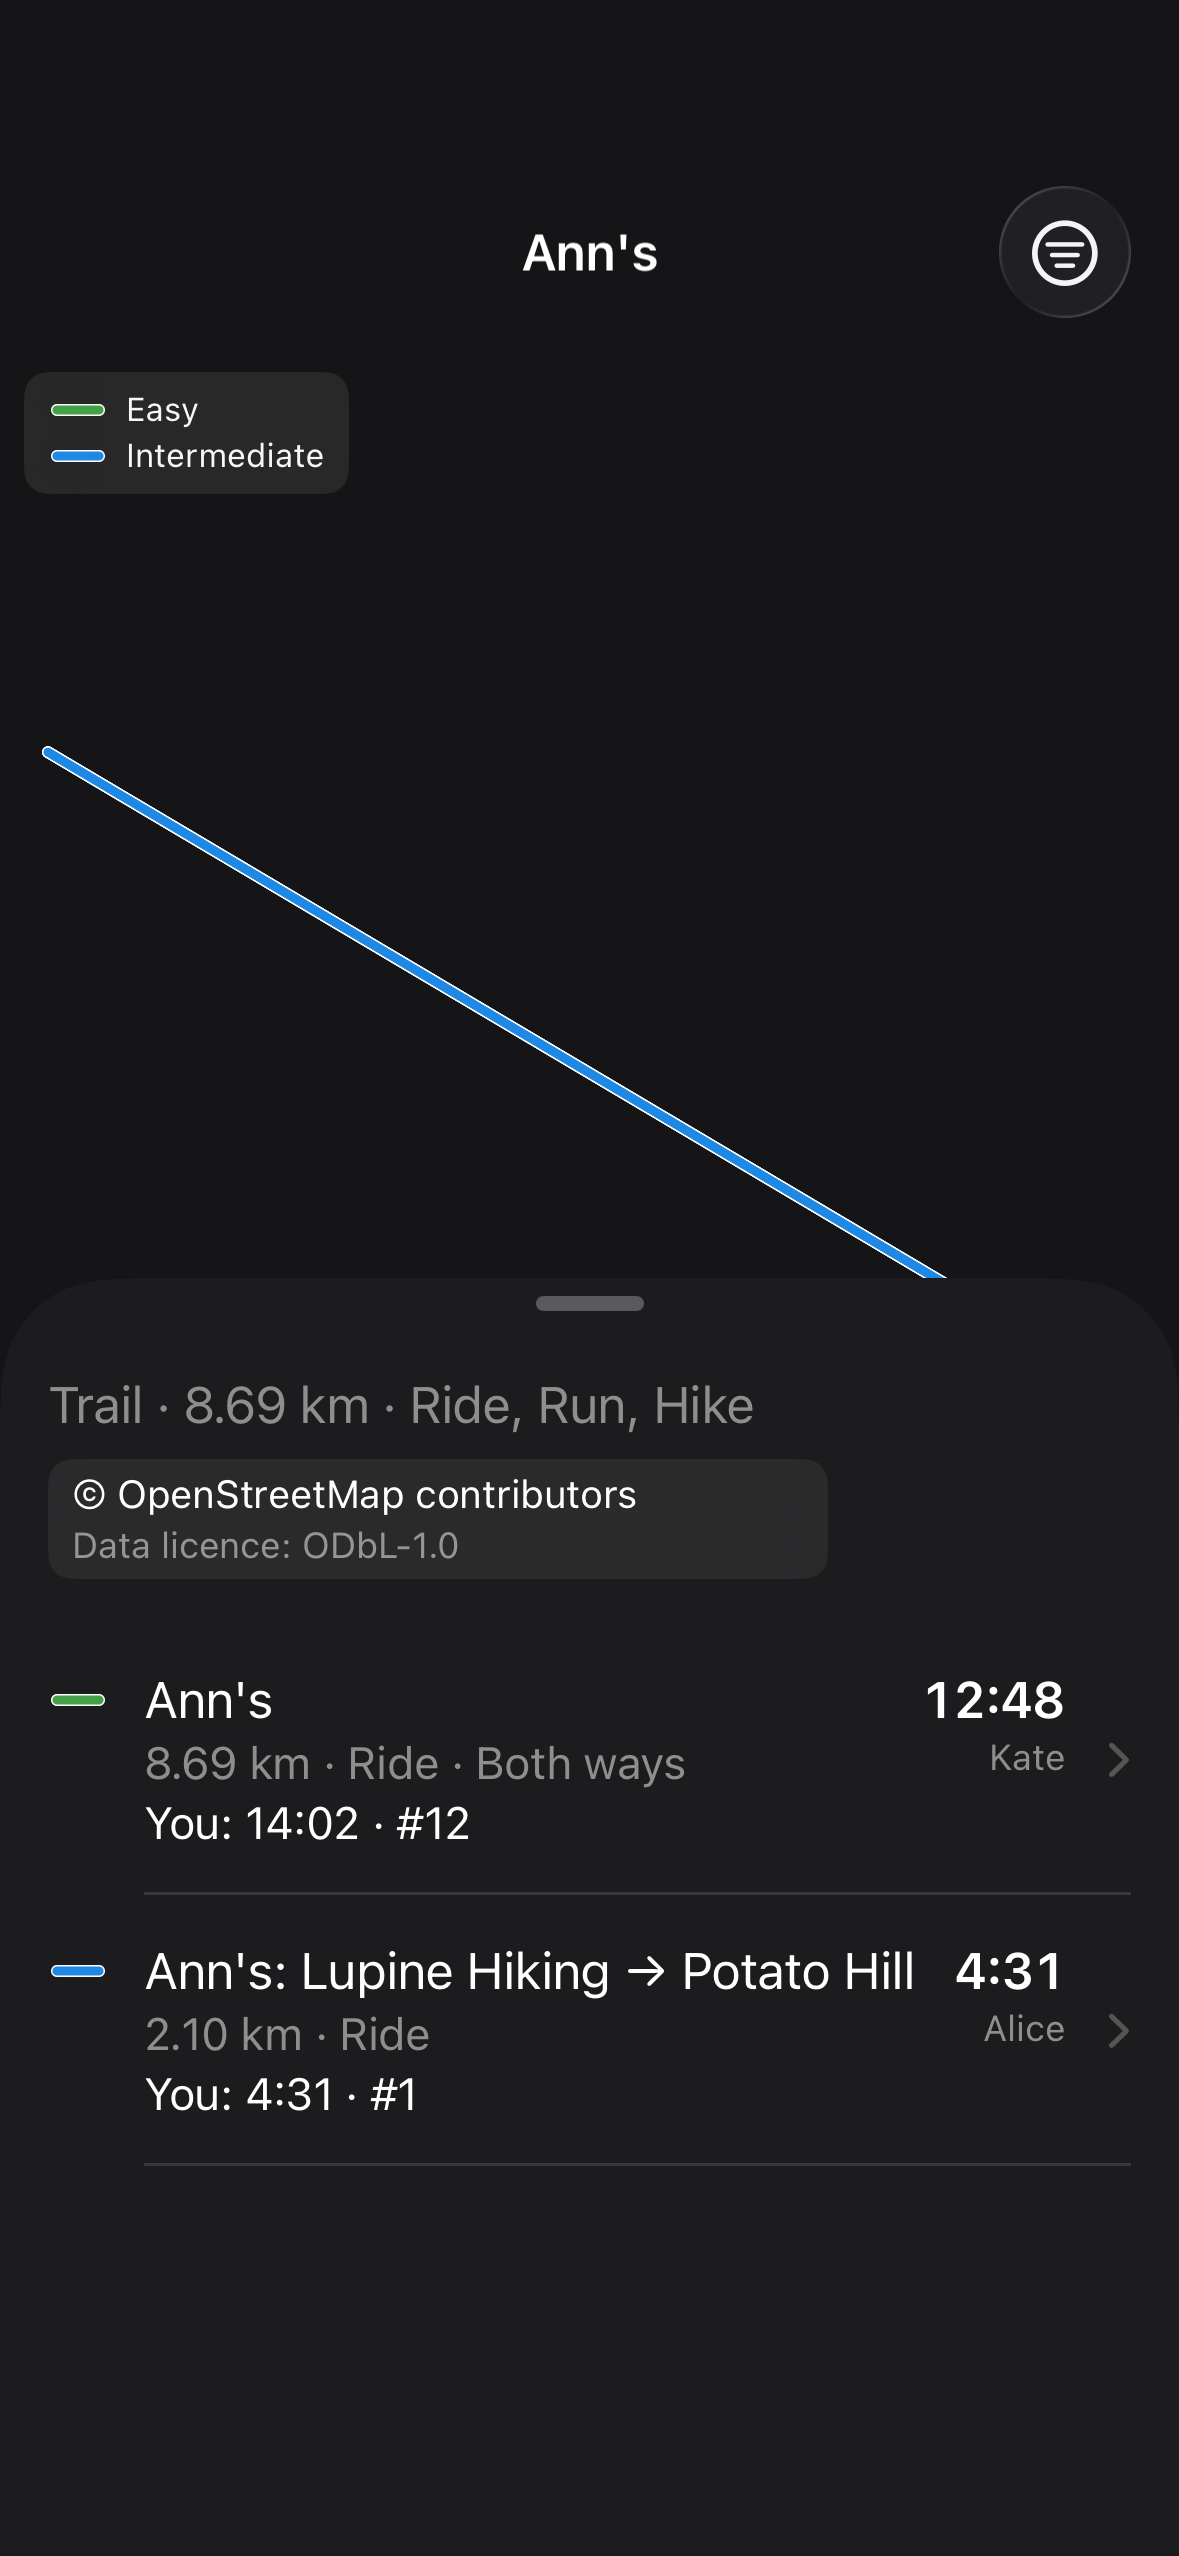 Ann's
Easy
Intermediate
Trail · 8.69 km · Ride, Run, Hike
© OpenStreetMap contributors
Data licence: ODbL-1.0
Ann's
12:48
8.69 km · Ride · Both ways
Kate
You: 14:02 · #12
Ann's: Lupine Hiking → Potato Hill
4:31
2.10 km · Ride
Alice
You: 4:31 · #1